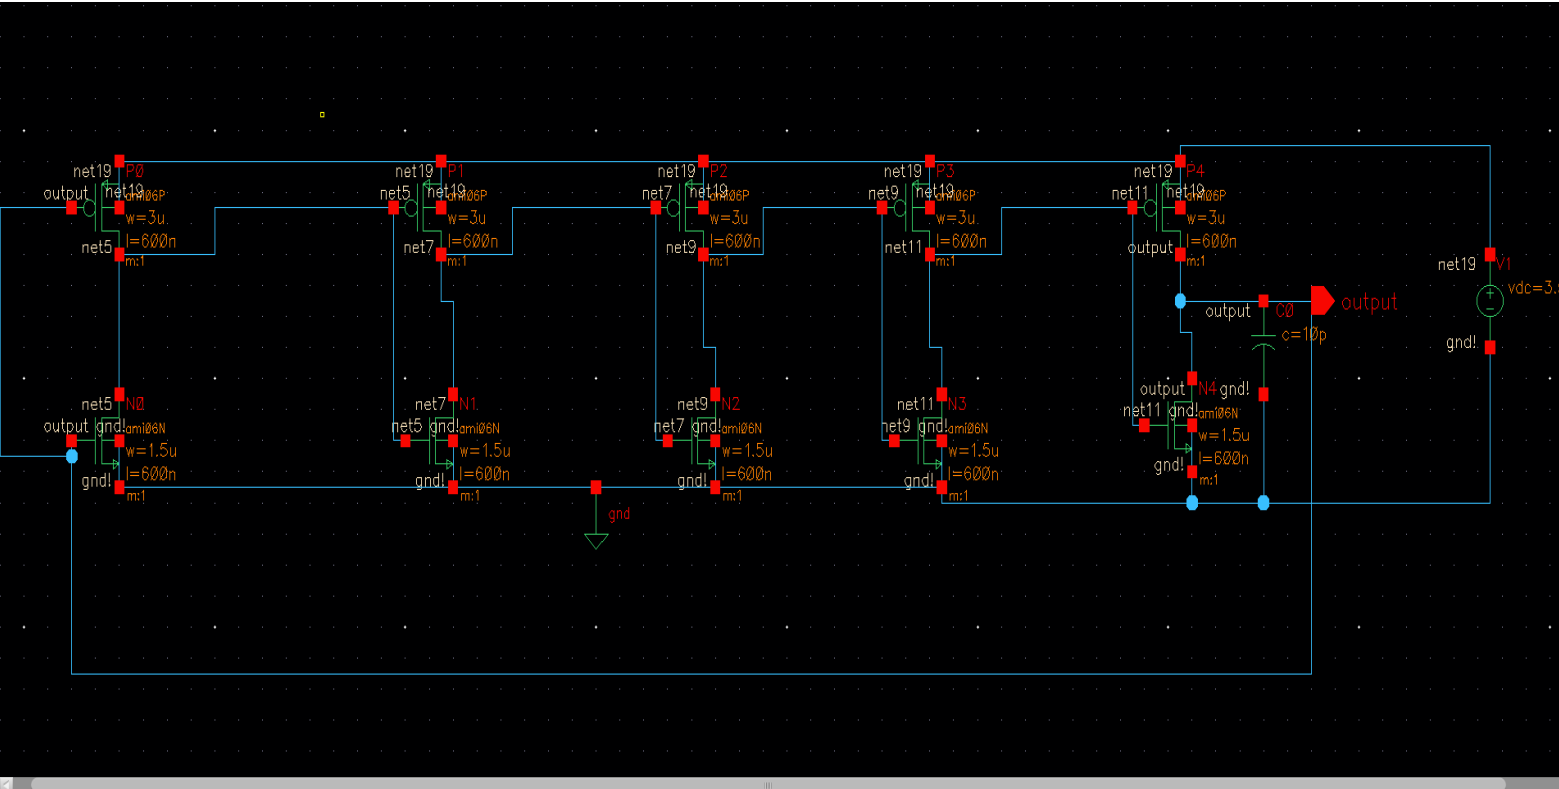 net19 P0
output net19 ami06P
w=3u
l=600n
net5 m:1
net19 P1
net5 net19 ami06P
w=3u
l=600n
net7 m:1
net19 P2
net7 net19 ami06P
w=3u
l=600n
net9 m:1
net19 P3
net9 net19 ami06P
w=3u
l=600n
net11 m:1
net19 P4
net11 net19 ami06P
w=3u
l=600n
output m:1
net19 V1
vdc=3.
gnd!
output
output C0
c=10p
gnd!
net5 N0
output gnd! ami06N
w=1.5u
l=600n
gnd! m:1
net7 N1
net5 gnd! ami06N
w=1.5u
l=600n
gnd! m:1
net9 N2
net7 gnd! ami06N
w=1.5u
l=600n
gnd! m:1
net11 N3
net9 gnd! ami06N
w=1.5u
l=600n
gnd! m:1
output N4
net11 gnd! ami06N
w=1.5u
l=600n
gnd! m:1
gnd